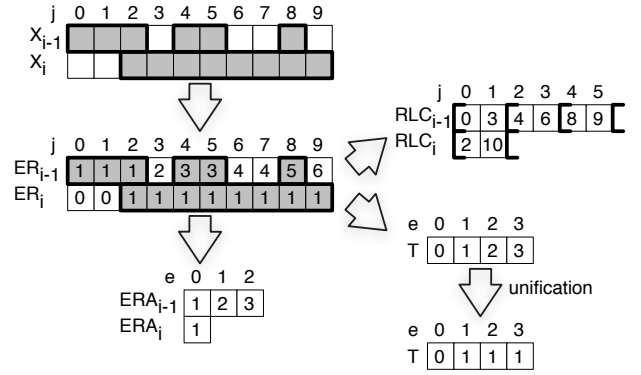 j 0 1 2 3 4 5 6 7 8 9
Xi-1
Xi
j 0 1 2 3 4 5
RLCi-1 0 3 4 6 8 9
RLCi 2 10
j 0 1 2 3 4 5 6 7 8 9
ERi-1 1 1 1 2 3 3 4 4 5 6
ERi 0 0 1 1 1 1 1 1 1 1
e 0 1 2 3
T 0 1 2 3
e 0 1 2
ERAi-1 1 2 3
ERAi 1
unification
e 0 1 2 3
T 0 1 1 1